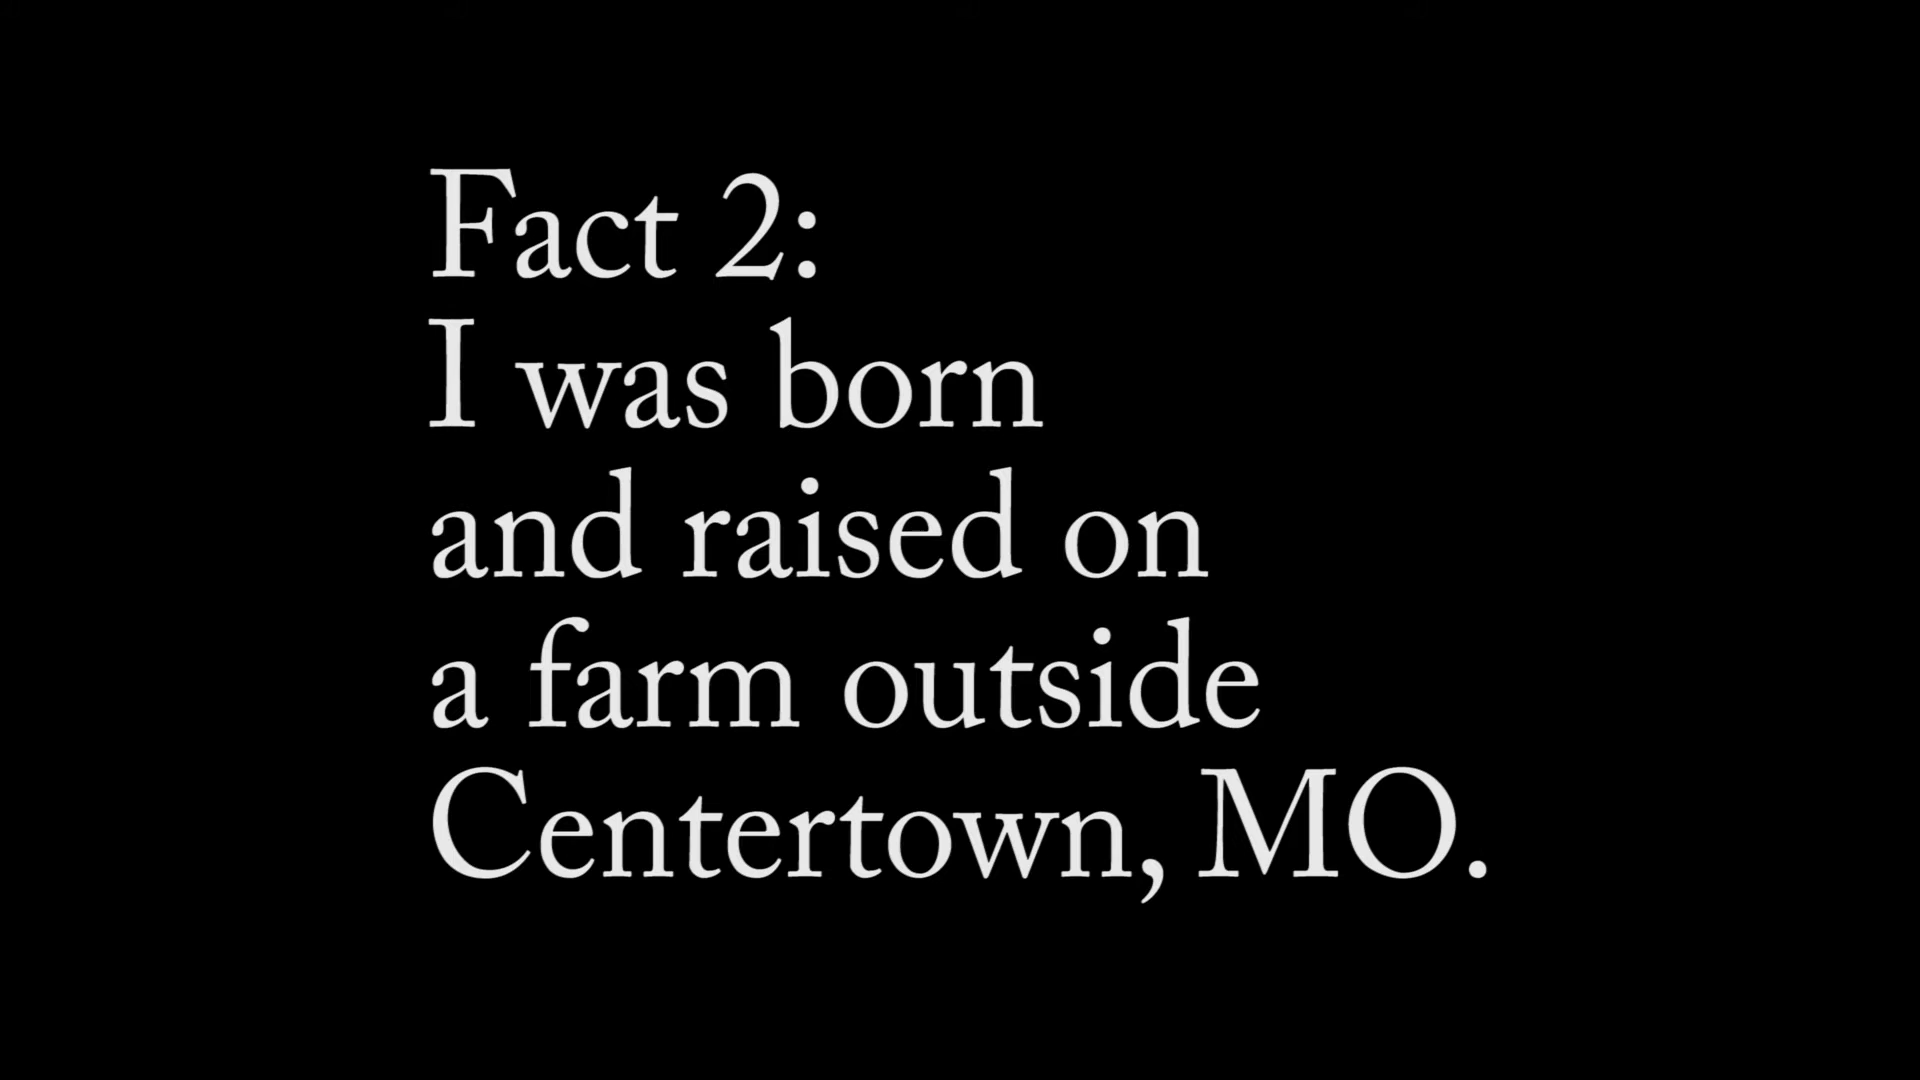 Fact 2:
I was born
and raised on
a farm outside
Centertown, MO.